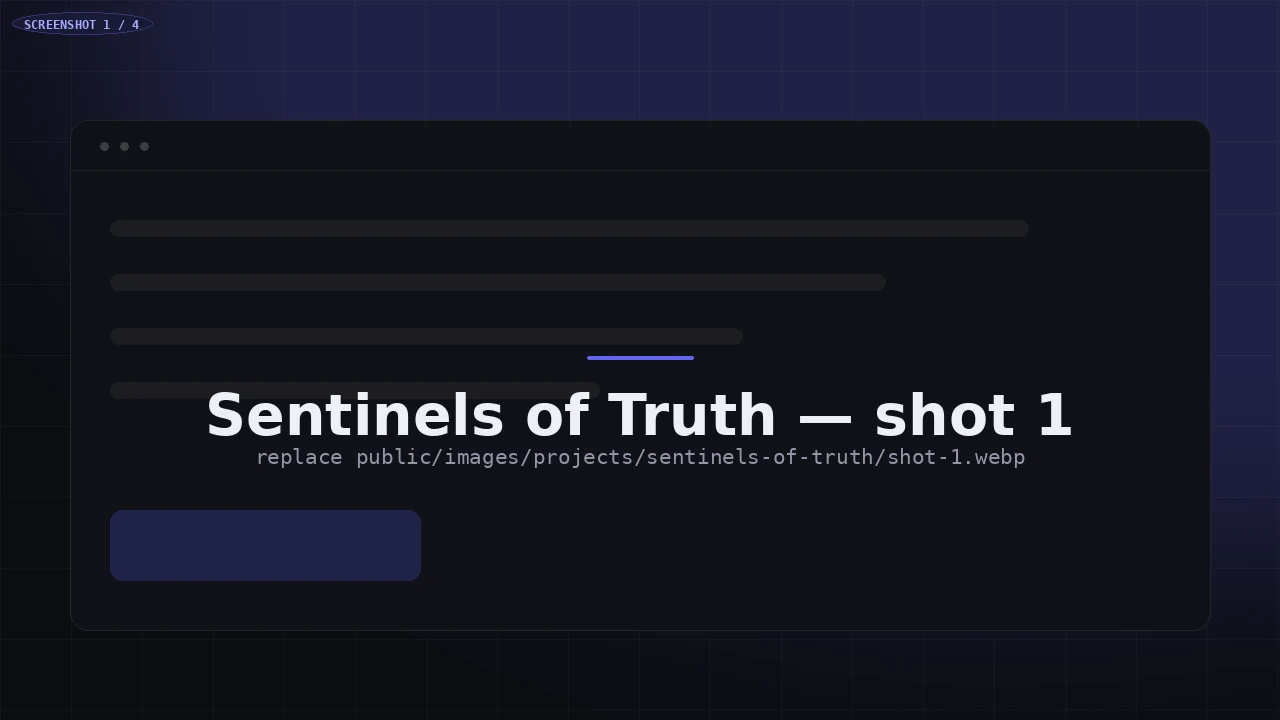 SCREENSHOT 1 / 4
Sentinels of Truth — shot 1
replace public/images/projects/sentinels-of-truth/shot-1.webp